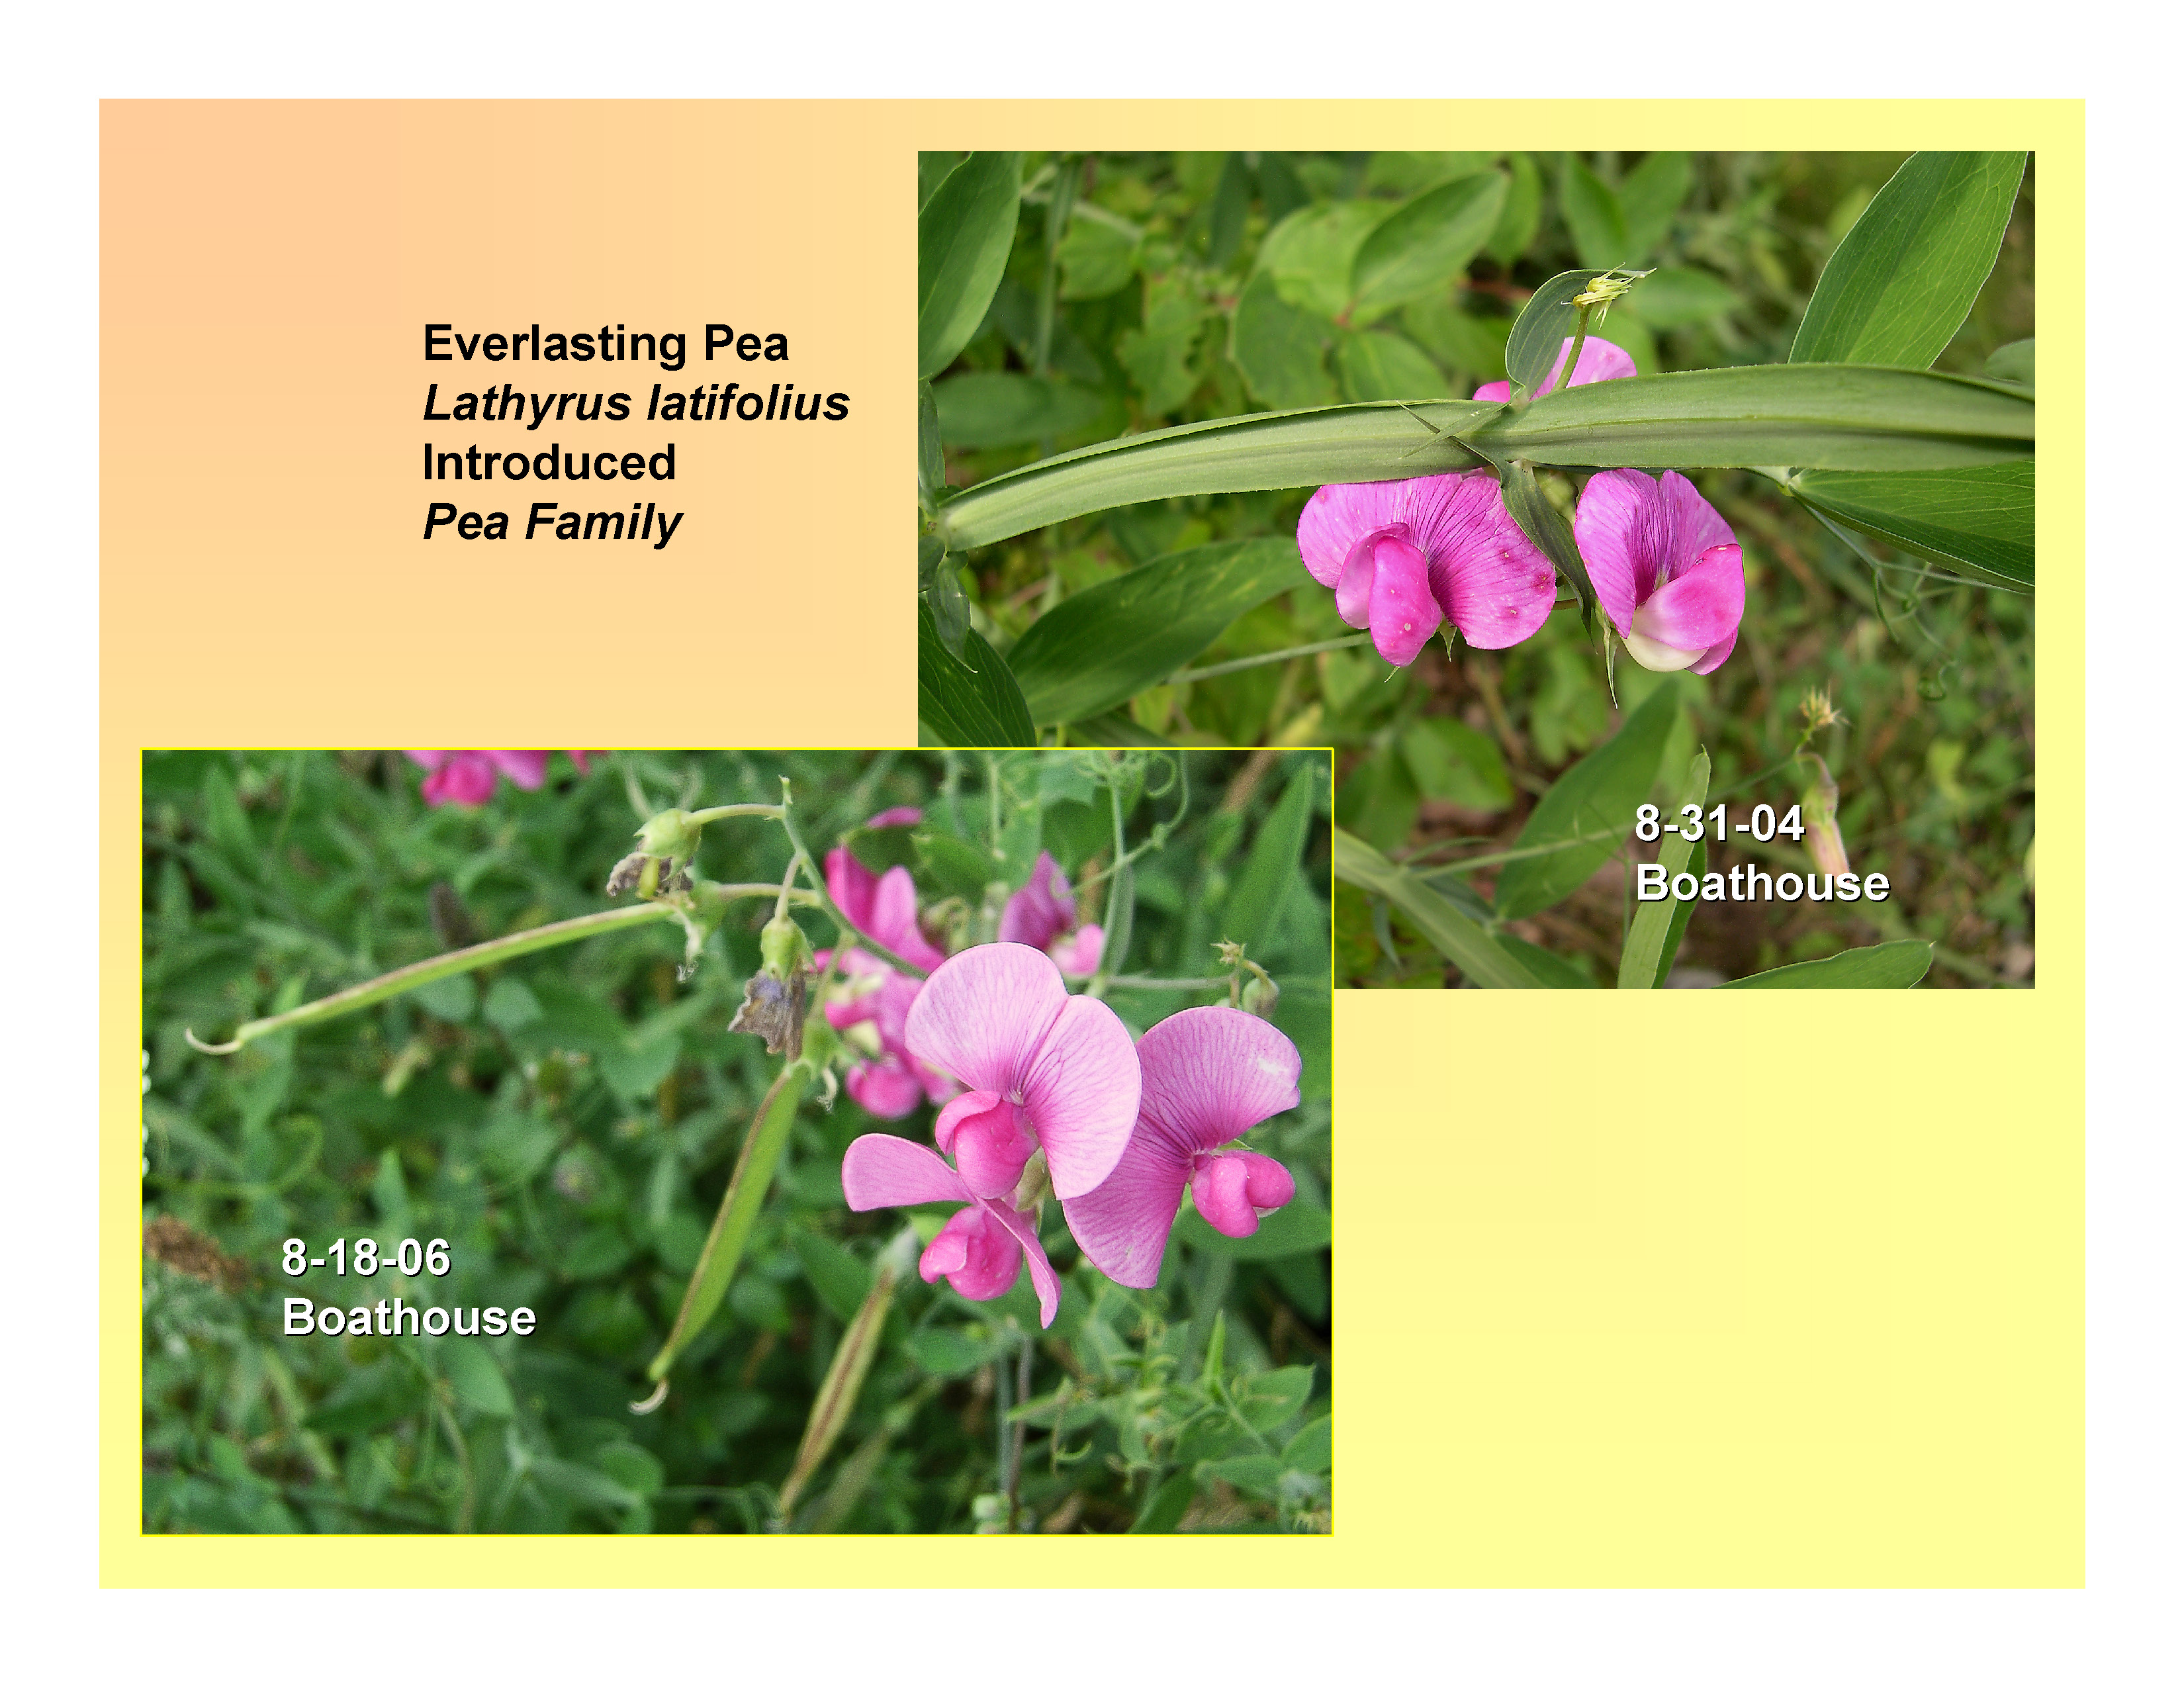 Everlasting Pea
Lathyrus latifolius
Introduced
Pea Family
8-31-04
Boathouse
8-18-06
Boathouse